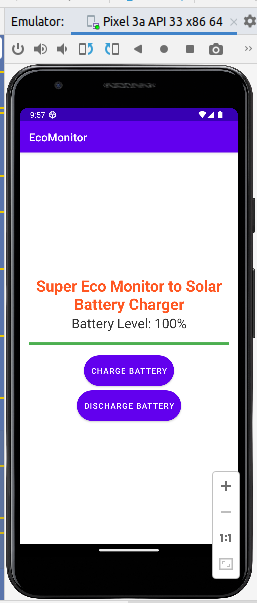 Emulator:
Pixel 3a API 33 x86 64
9:57
EcoMonitor
Super Eco Monitor to Solar
Battery Charger
Battery Level: 100%
CHARGE BATTERY
DISCHARGE BATTERY
1:1